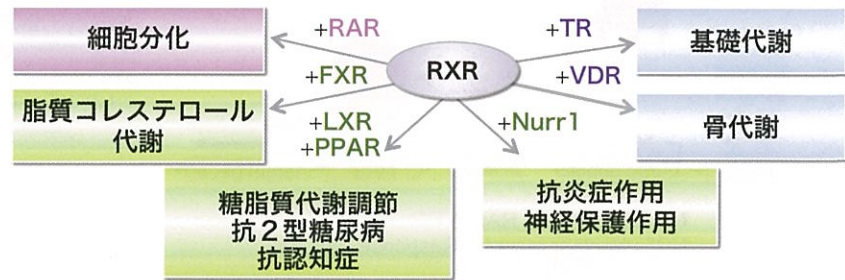 細胞分化
+RAR
RXR
+TR
基礎代謝
+FXR
+VDR
脂質コレステロール
代謝
+LXR
+PPAR
+Nurr1
骨代謝
糖脂質代謝調節
抗2型糖尿病
抗認知症
抗炎症作用
神経保護作用